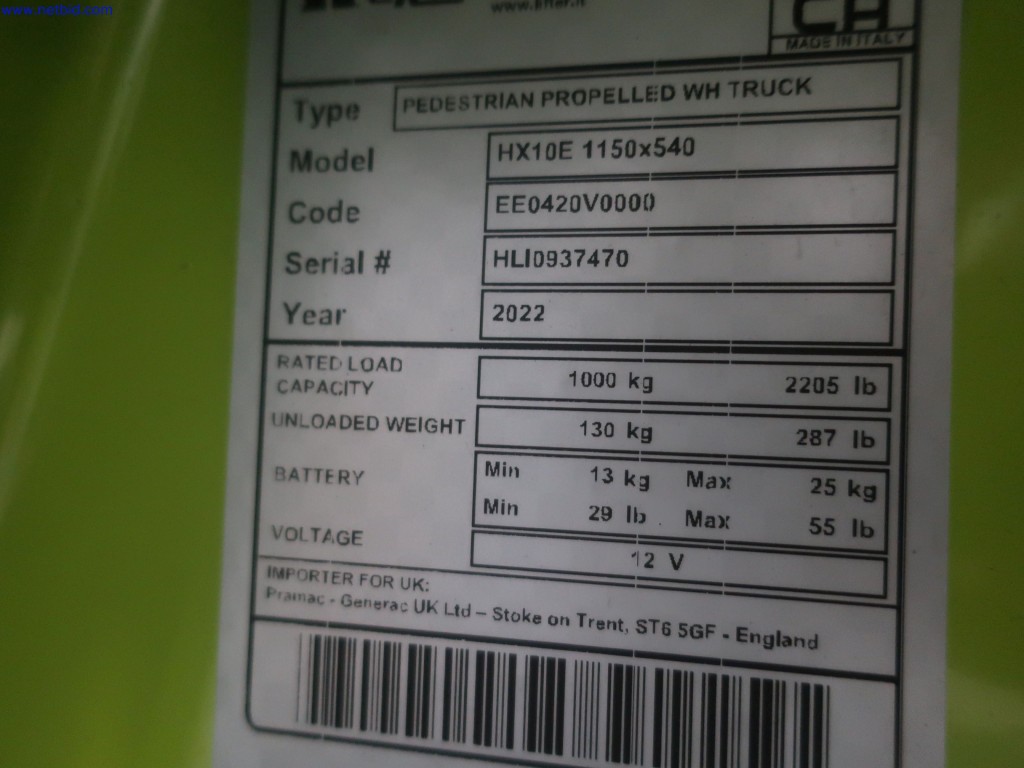 www.netbid.com
www.lifter.it
CH
MADE IN ITALY
Type PEDESTRIAN PROPELLED WH TRUCK
Model HX10E 1150x540
Code EE0420V0000
Serial # HLI0937470
Year 2022
RATED LOAD CAPACITY 1000 kg 2205 lb
UNLOADED WEIGHT 130 kg 287 lb
BATTERY Min 13 kg Max 25 kg
Min 29 lb Max 55 lb
VOLTAGE 12 V
IMPORTER FOR UK:
Pramac - Generac UK Ltd – Stoke on Trent, ST6 5GF - England